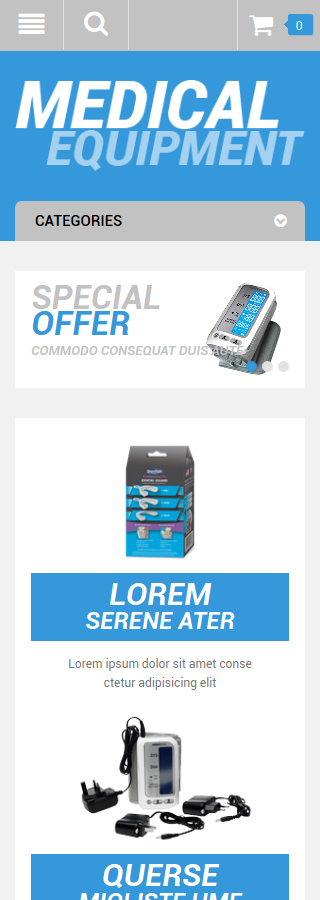 0
MEDICAL
EQUIPMENT
CATEGORIES
SPECIAL
OFFER
COMMODO CONSEQUAT DUIS AUTE
LOREM
SERENE ATER
Lorem ipsum dolor sit amet conse
ctetur adipisicing elit
QUERSE